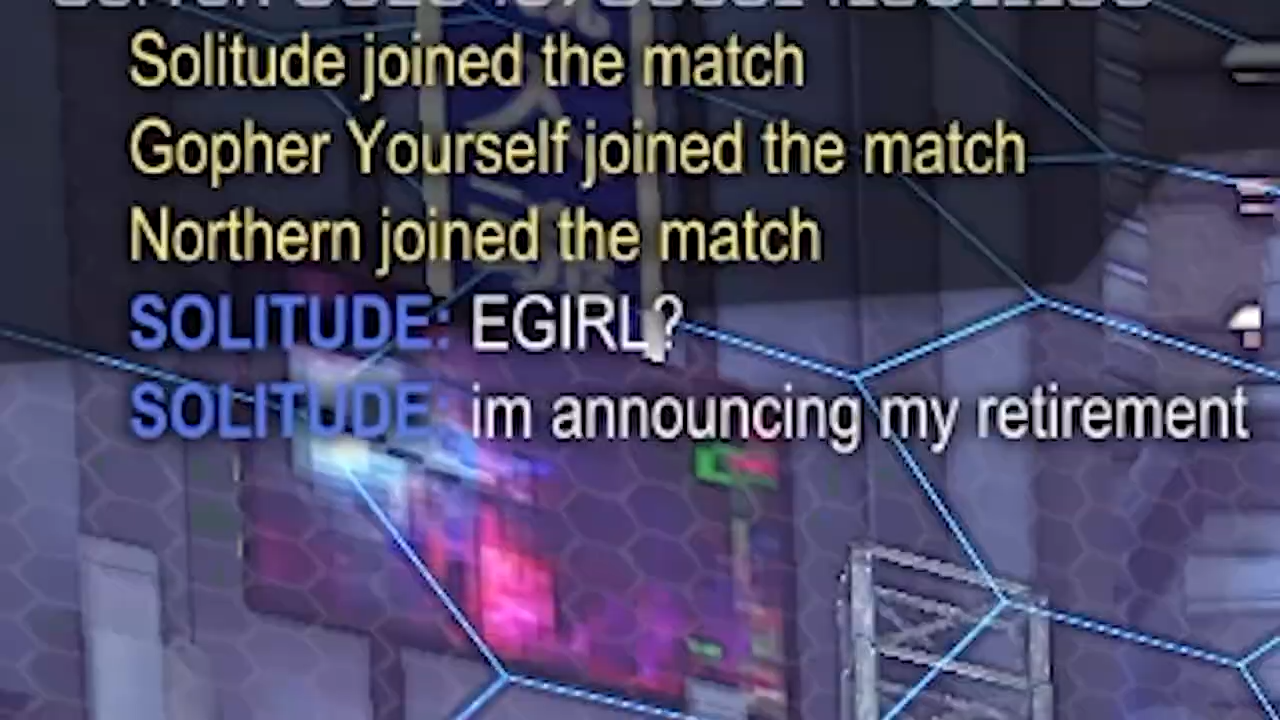 Solitude joined the match
Gopher Yourself joined the match
Northern joined the match
SOLITUDE: EGIRL?
SOLITUDE: im announcing my retirement